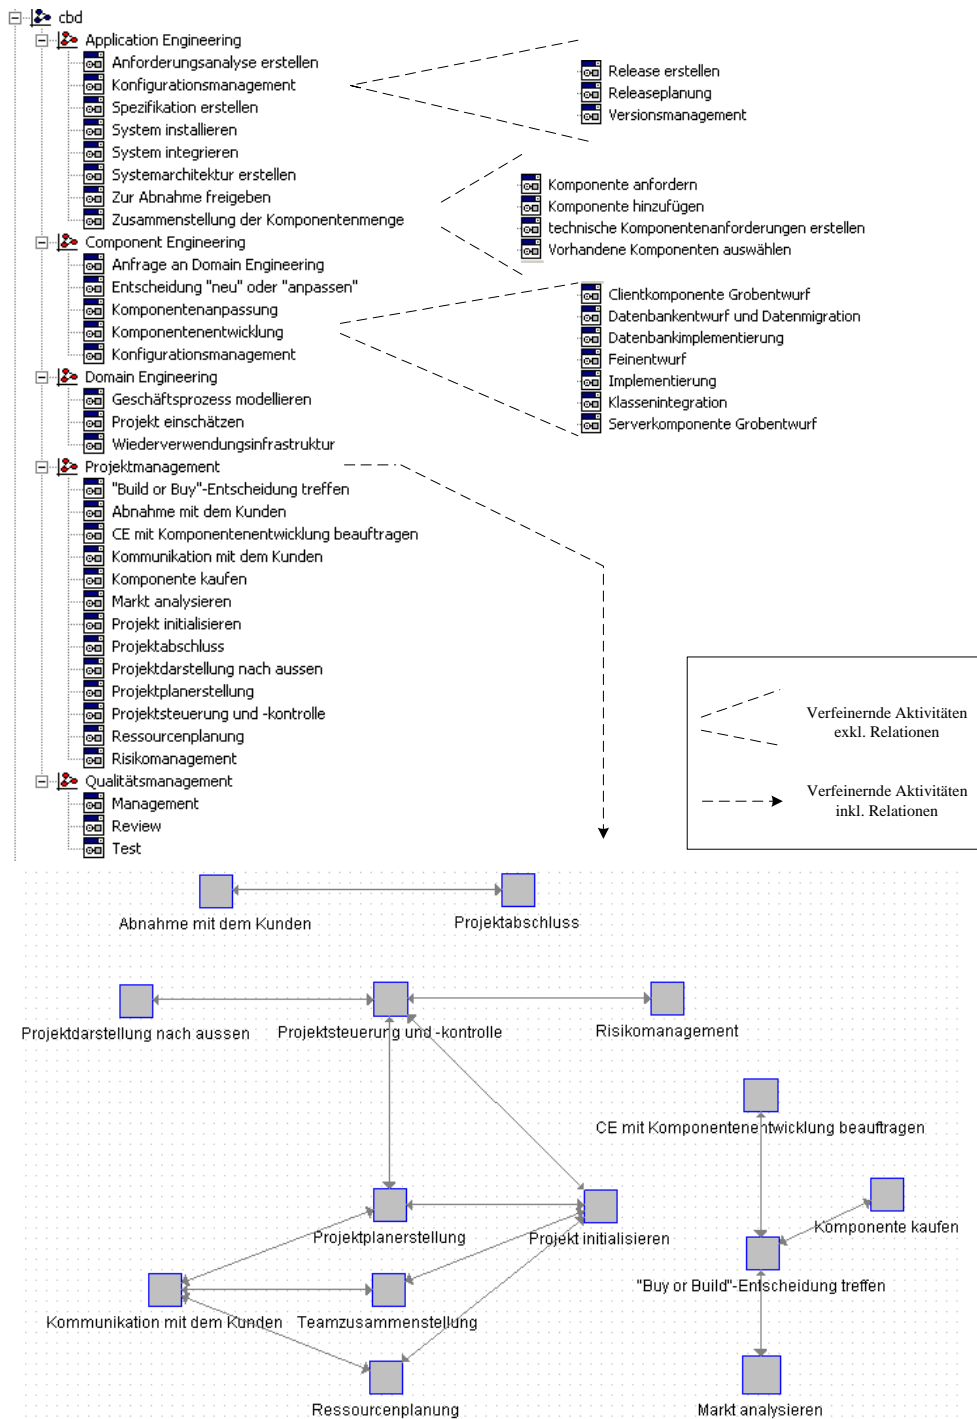 cbd
Application Engineering
Anforderungsanalyse erstellen
Konfigurationsmanagement
Spezifikation erstellen
System installieren
System integrieren
Systemarchitektur erstellen
Zur Abnahme freigeben
Zusammenstellung der Komponentenmenge
Component Engineering
Anfrage an Domain Engineering
Entscheidung "neu" oder "anpassen"
Komponentenanpassung
Komponentenentwicklung
Konfigurationsmanagement
Domain Engineering
Geschäftsprozess modellieren
Projekt einschätzen
Wiederverwendungsinfrastruktur
Projektmanagement
"Build or Buy"-Entscheidung treffen
Abnahme mit dem Kunden
CE mit Komponentenentwicklung beauftragen
Kommunikation mit dem Kunden
Komponente kaufen
Markt analysieren
Projekt initialisieren
Projektabschluss
Projektdarstellung nach aussen
Projektplanerstellung
Projektsteuerung und -kontrolle
Ressourcenplanung
Risikomanagement
Qualitätsmanagement
Management
Review
Test
Release erstellen
Releaseplanung
Versionsmanagement
Komponente anfordern
Komponente hinzufügen
technische Komponentenanforderungen erstellen
Vorhandene Komponenten auswählen
Clientkomponente Grobentwurf
Datenbankentwurf und Datenmigration
Datenbankimplementierung
Feinentwurf
Implementierung
Klassenintegration
Serverkomponente Grobentwurf
Verfeinernde Aktivitäten
exkl. Relationen
Verfeinernde Aktivitäten
inkl. Relationen
Abnahme mit dem Kunden
Projektabschluss
Projektdarstellung nach aussen
Projektsteuerung und -kontrolle
Risikomanagement
CE mit Komponentenentwicklung beauftragen
Komponente kaufen
Projektplanerstellung
Projekt initialisieren
"Buy or Build"-Entscheidung treffen
Kommunikation mit dem Kunden
Teamzusammenstellung
Ressourcenplanung
Markt analysieren